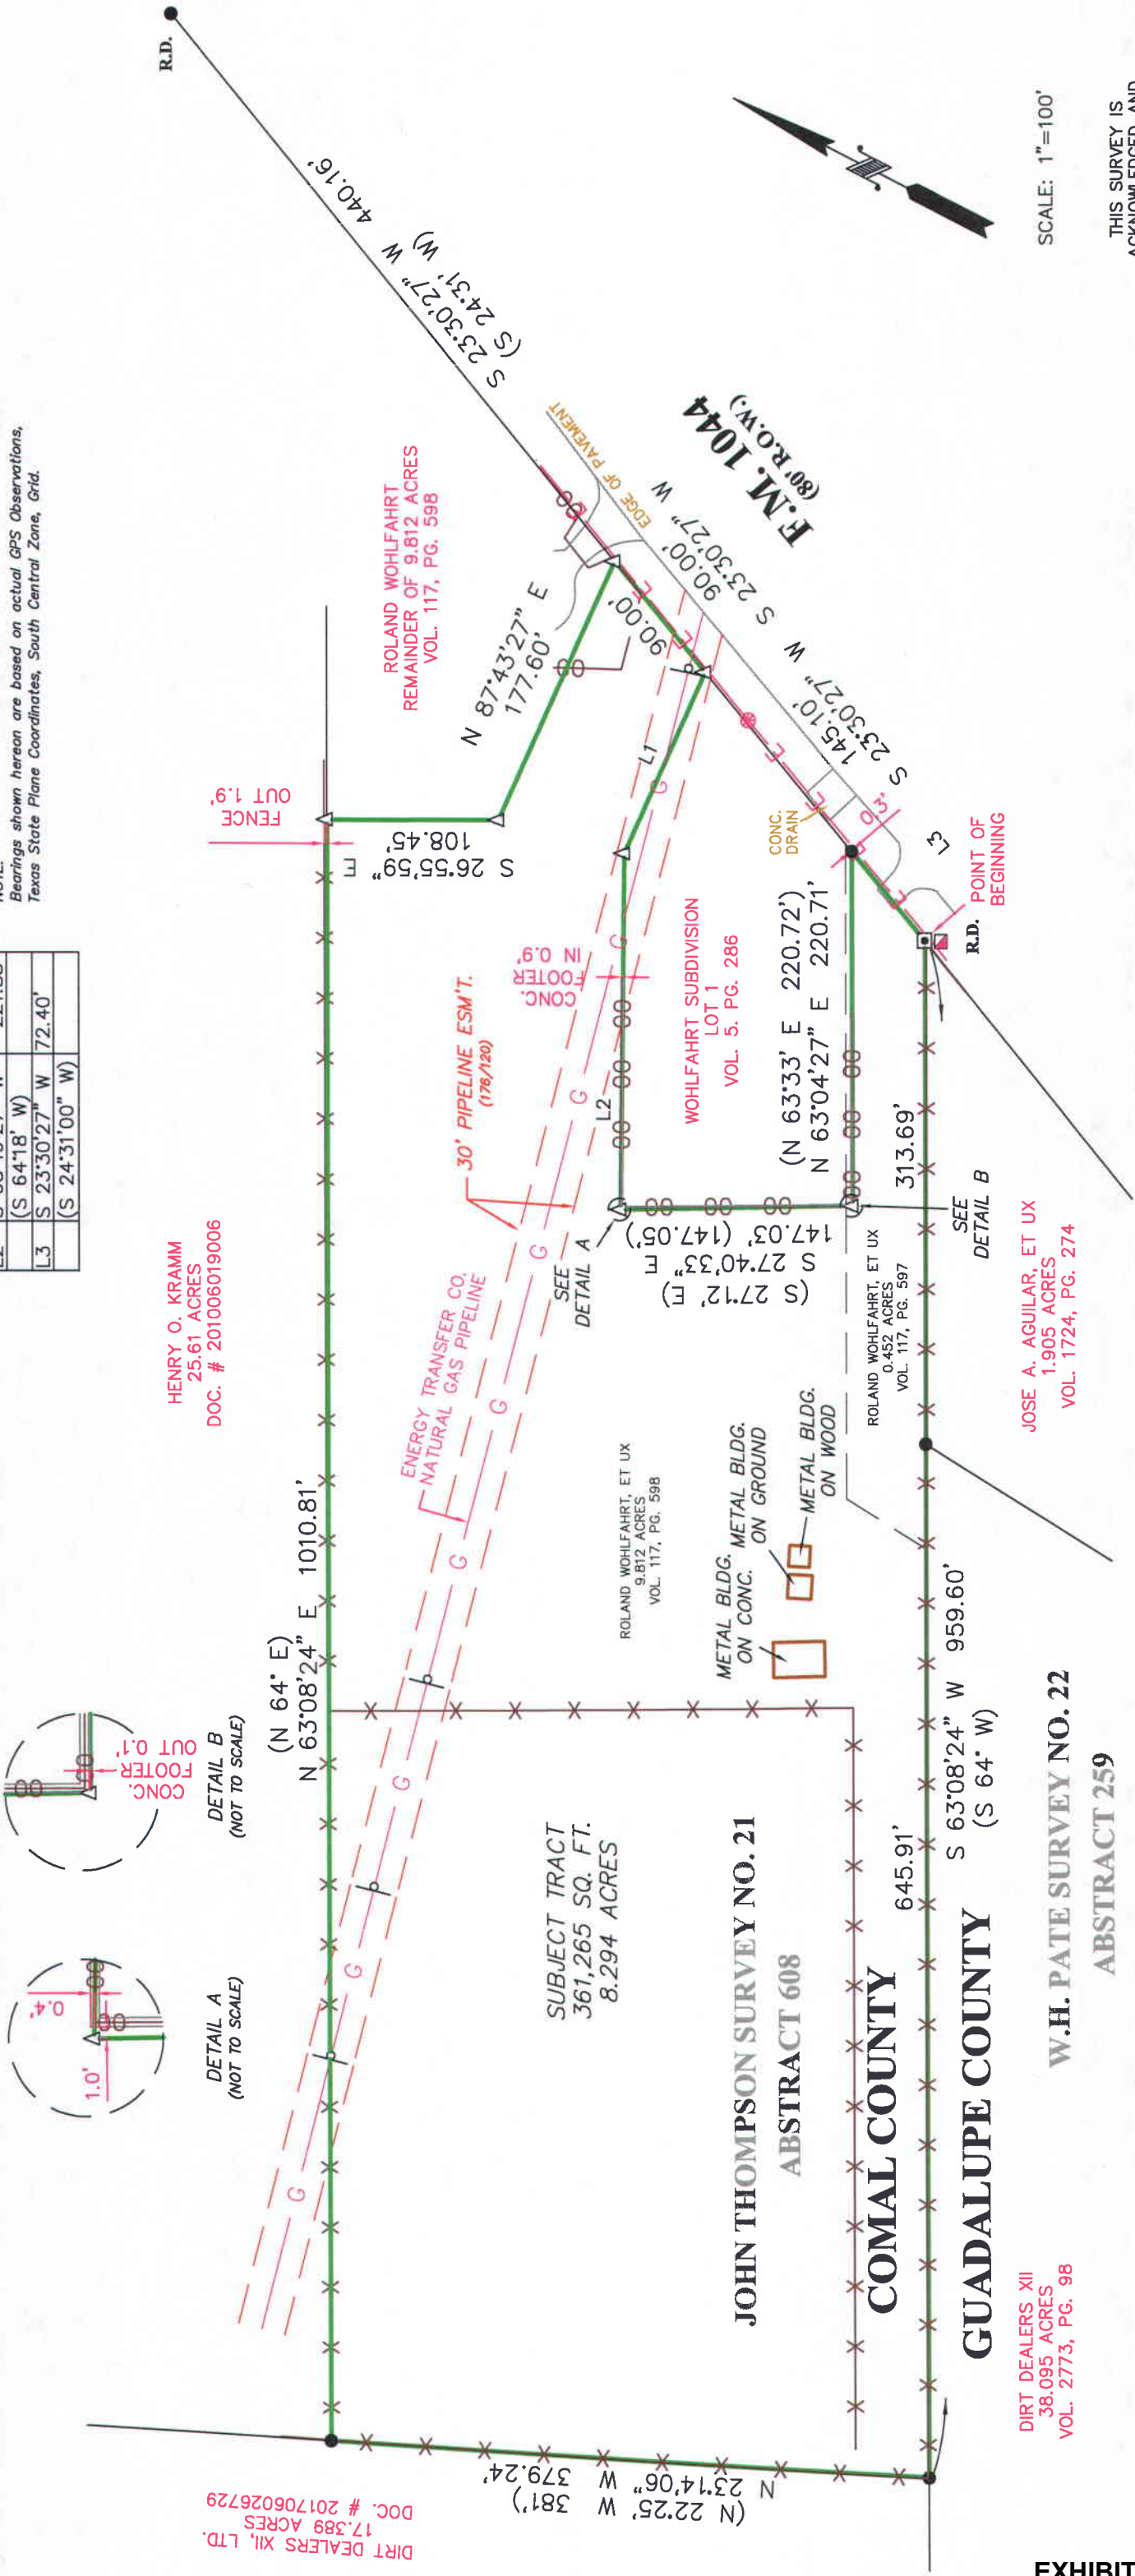 NOTE:
Bearings shown hereon are based on actual GPS Observations,
Texas State Plane Coordinates, South Central Zone, Grid.
L2
(S 64°18' W)
L3 S 23°30'27" W 72.40'
(S 24°31'00" W)
R.D.
S 23°30'27" W 440.16'
(S 24°31' W)
SCALE: 1"=100'
THIS SURVEY IS
ACKNOWLEDGED AND
HENRY O. KRAMM
25.61 ACRES
DOC. # 201006019006
DETAIL A
(NOT TO SCALE)
1.0'
0.4'
DETAIL B
(NOT TO SCALE)
CONC.
FOOTER
OUT 0.1'
(N 64° E)
N 63°08'24" E 1010.81'
FENCE
OUT 1.9'
S 26°55'59" E
108.45'
N 87°43'27" E
177.60'
ROLAND WOHLFAHRT
REMAINDER OF 9.812 ACRES
VOL. 117, PG. 598
EDGE OF PAVEMENT
F.M. 1044
(80' R.O.W.)
90.00'
90.00'
S 23°30'27" W
145.10'
S 23°30'27" W
30' PIPELINE ESM'T.
(176/120)
ENERGY TRANSFER CO.
NATURAL GAS PIPELINE
G G G G G G G G
P P P P
E E E E E E
L1
L2
L3
CONC.
FOOTER
IN 0.9'
SEE
DETAIL A
WOHLFAHRT SUBDIVISION
LOT 1
VOL. 5, PG. 286
CONC.
DRAIN
0.3'
(N 63°33' E 220.72')
N 63°04'27" E 220.71'
147.03' (147.05')
S 27°40'33" E
(S 27°12' E)
SEE
DETAIL B
R.D.
POINT OF
BEGINNING
313.69'
ROLAND WOHLFAHRT, ET UX
0.452 ACRES
VOL. 117, PG. 597
ROLAND WOHLFAHRT, ET UX
9.812 ACRES
VOL. 117, PG. 598
METAL BLDG.
ON CONC.
METAL BLDG.
ON GROUND
METAL BLDG.
ON WOOD
SUBJECT TRACT
361,265 SQ. FT.
8.294 ACRES
JOHN THOMPSON SURVEY NO. 21
ABSTRACT 608
COMAL COUNTY
645.91'
S 63°08'24" W 959.60'
(S 64° W)
GUADALUPE COUNTY
W.H. PATE SURVEY NO. 22
ABSTRACT 259
JOSE A. AGUILAR, ET UX
1.905 ACRES
VOL. 1724, PG. 274
DIRT DEALERS XII
38.095 ACRES
VOL. 2773, PG. 98
DIRT DEALERS XII, LTD.
17.389 ACRES
DOC. # 201706026729
(N 22°25' W 381')
N 23°14'06" W 379.24'
EXHIBIT